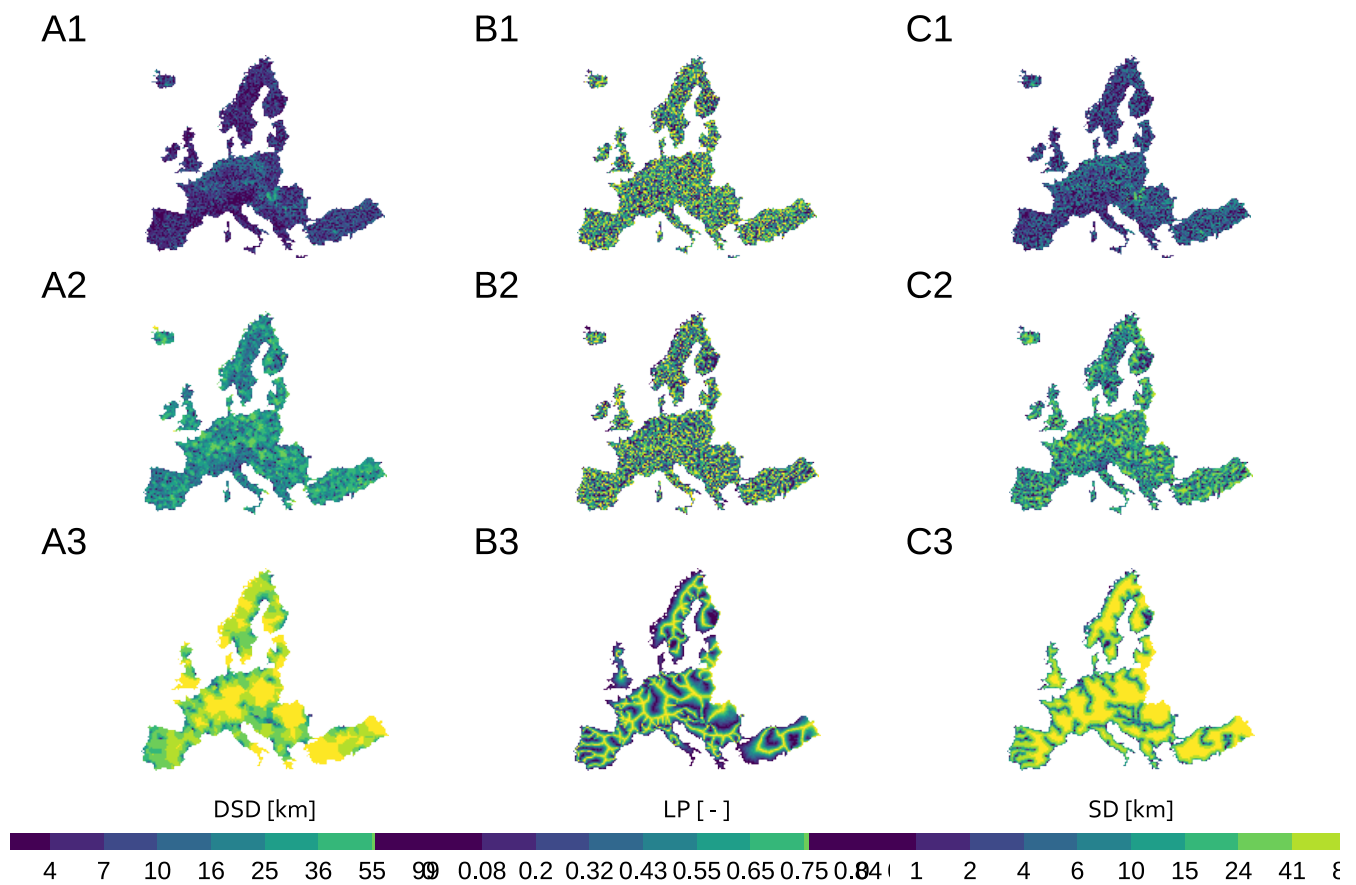 A1 B1 C1
A2 B2 C2
A3 B3 C3
DSD [km] LP [ - ] SD [km]
4 7 10 16 25 36 55 0.08 0.2 0.32 0.43 0.55 0.65 0.75 1 2 4 6 10 15 24 41